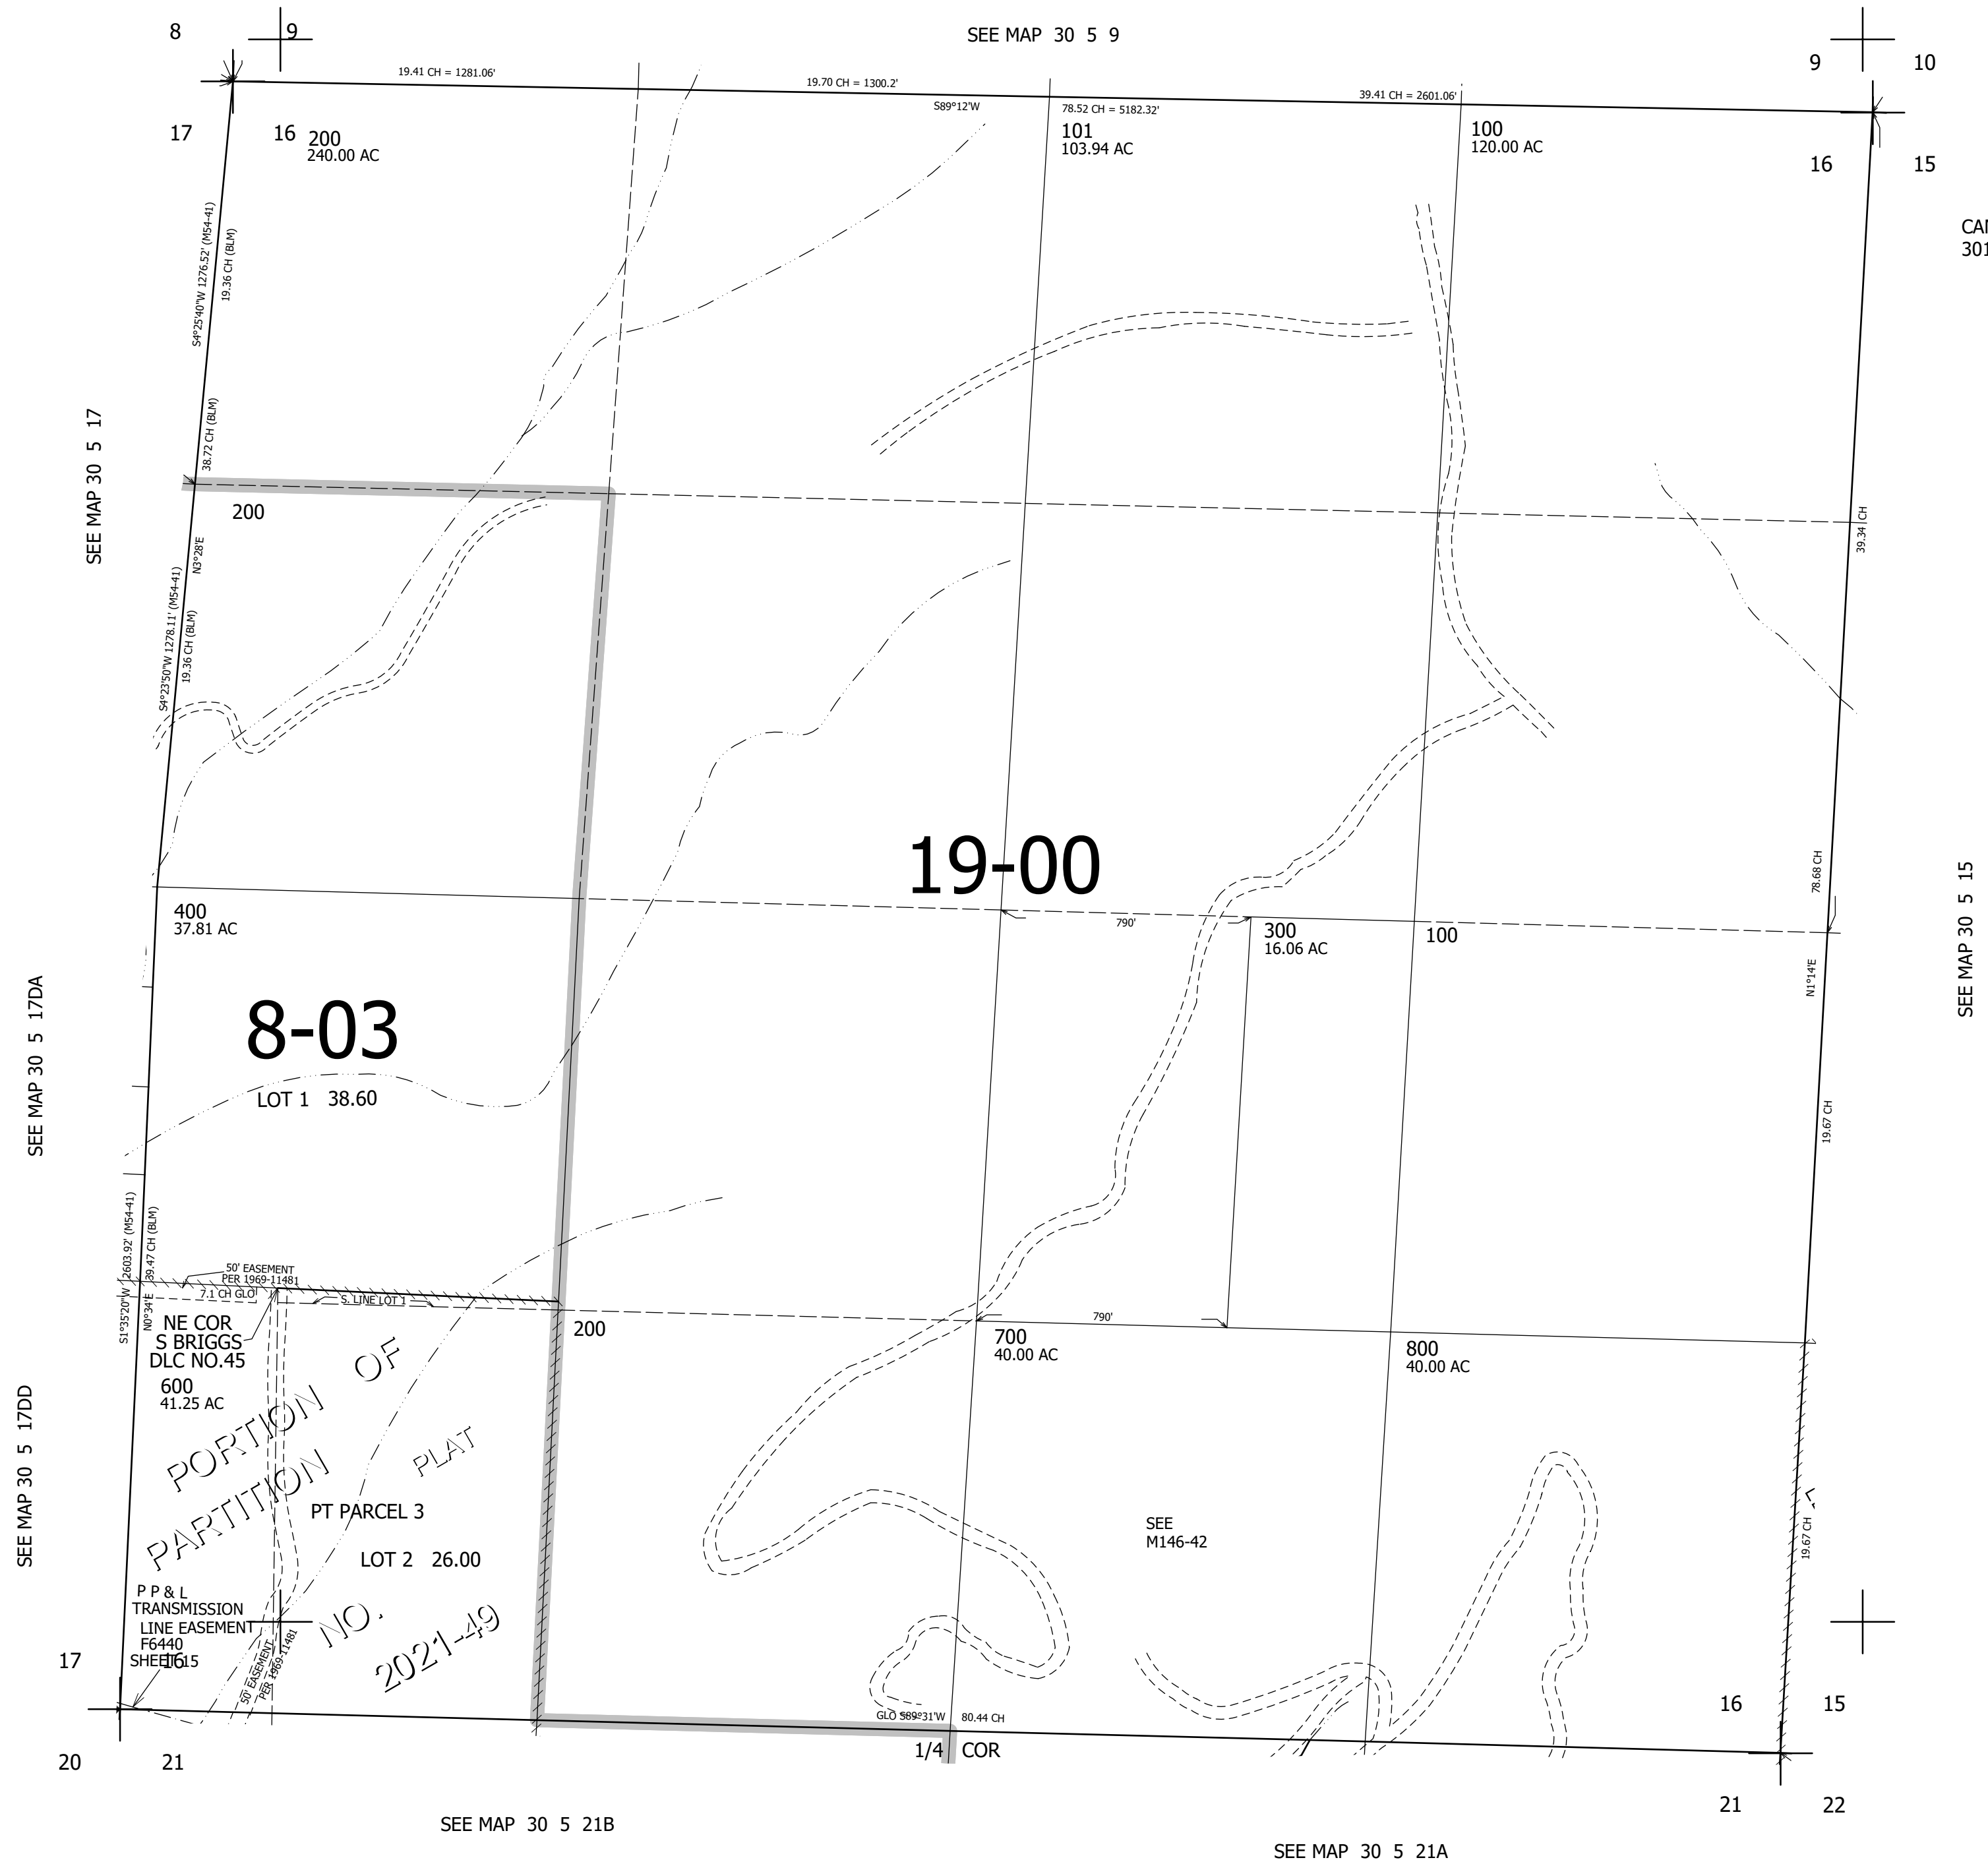 8
9
SEE MAP 30 5 9
9
10
19.41 CH = 1281.06'
19.70 CH = 1300.2'
39.41 CH = 2601.06'
S89°12'W
78.52 CH = 5182.32'
17
16
200
240.00 AC
101
103.94 AC
100
120.00 AC
16
15
CAN
301
S4°25'40"W 1276.52' (M54-41)
19.36 CH (BLM)
38.72 CH (BLM)
SEE MAP 30 5 17
200
N3°28'E
39.34 CH
S4°23'50"W 1278.11' (M54-41)
19.36 CH (BLM)
19-00
78.68 CH
400
37.81 AC
790'
300
16.06 AC
100
N1°14'E
SEE MAP 30 5 15
SEE MAP 30 5 17DA
8-03
LOT 1 38.60
19.67 CH
S1°35'20"W 2603.92' (M54-41)
N0°34'E 39.47 CH (BLM)
50' EASEMENT
PER 1969-11481
7.1 CH GLO
S. LINE LOT 1
NE COR
S BRIGGS
DLC NO.45
200
790'
700
40.00 AC
800
40.00 AC
600
41.25 AC
SEE MAP 30 5 17DD
PORTION OF
PARTITION PLAT
NO. 2021-49
PT PARCEL 3
LOT 2 26.00
SEE
M146-42
19.67 CH
P P & L
TRANSMISSION
LINE EASEMENT
F6440
SHEET 15
50' EASEMENT
PER 1969-11481
17
16
GLO S89°31'W 80.44 CH
1/4 COR
16
15
20
21
21
22
SEE MAP 30 5 21B
SEE MAP 30 5 21A